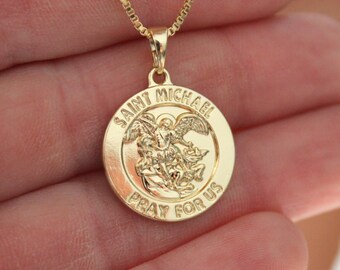 SAINT MICHAEL
PRAY FOR US